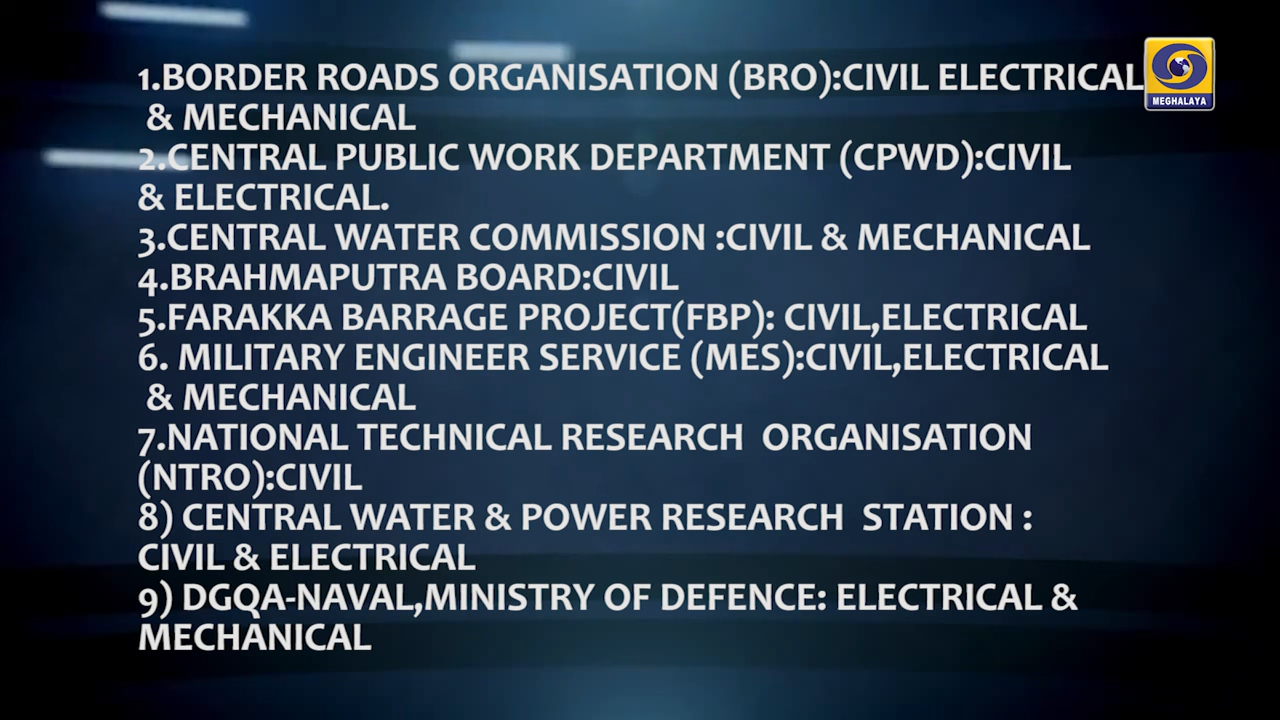 1.BORDER ROADS ORGANISATION (BRO):CIVIL ELECTRICAL
& MECHANICAL
2.CENTRAL PUBLIC WORK DEPARTMENT (CPWD):CIVIL
& ELECTRICAL.
3.CENTRAL WATER COMMISSION :CIVIL & MECHANICAL
4.BRAHMAPUTRA BOARD:CIVIL
5.FARAKKA BARRAGE PROJECT(FBP): CIVIL,ELECTRICAL
6. MILITARY ENGINEER SERVICE (MES):CIVIL,ELECTRICAL
& MECHANICAL
7.NATIONAL TECHNICAL RESEARCH  ORGANISATION
(NTRO):CIVIL
8) CENTRAL WATER & POWER RESEARCH  STATION :
CIVIL & ELECTRICAL
9) DGQA-NAVAL,MINISTRY OF DEFENCE: ELECTRICAL &
MECHANICAL
MEGHALAYA